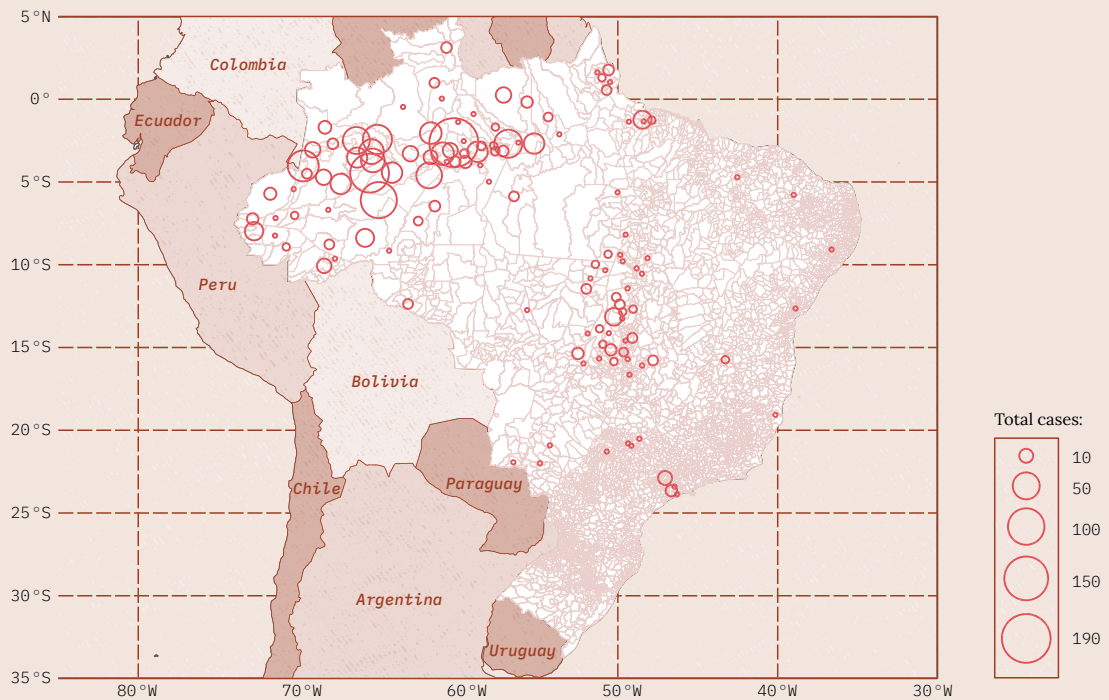 5°N
Colombia
0°
Ecuador
5°S
10°S
Peru
15°S
Bolivia
20°S
Total cases:
10
Chile
Paraguay
50
25°S
100
150
30°S
Argentina
190
Uruguay
35°S
80°W
70°W
60°W
50°W
40°W
30°W